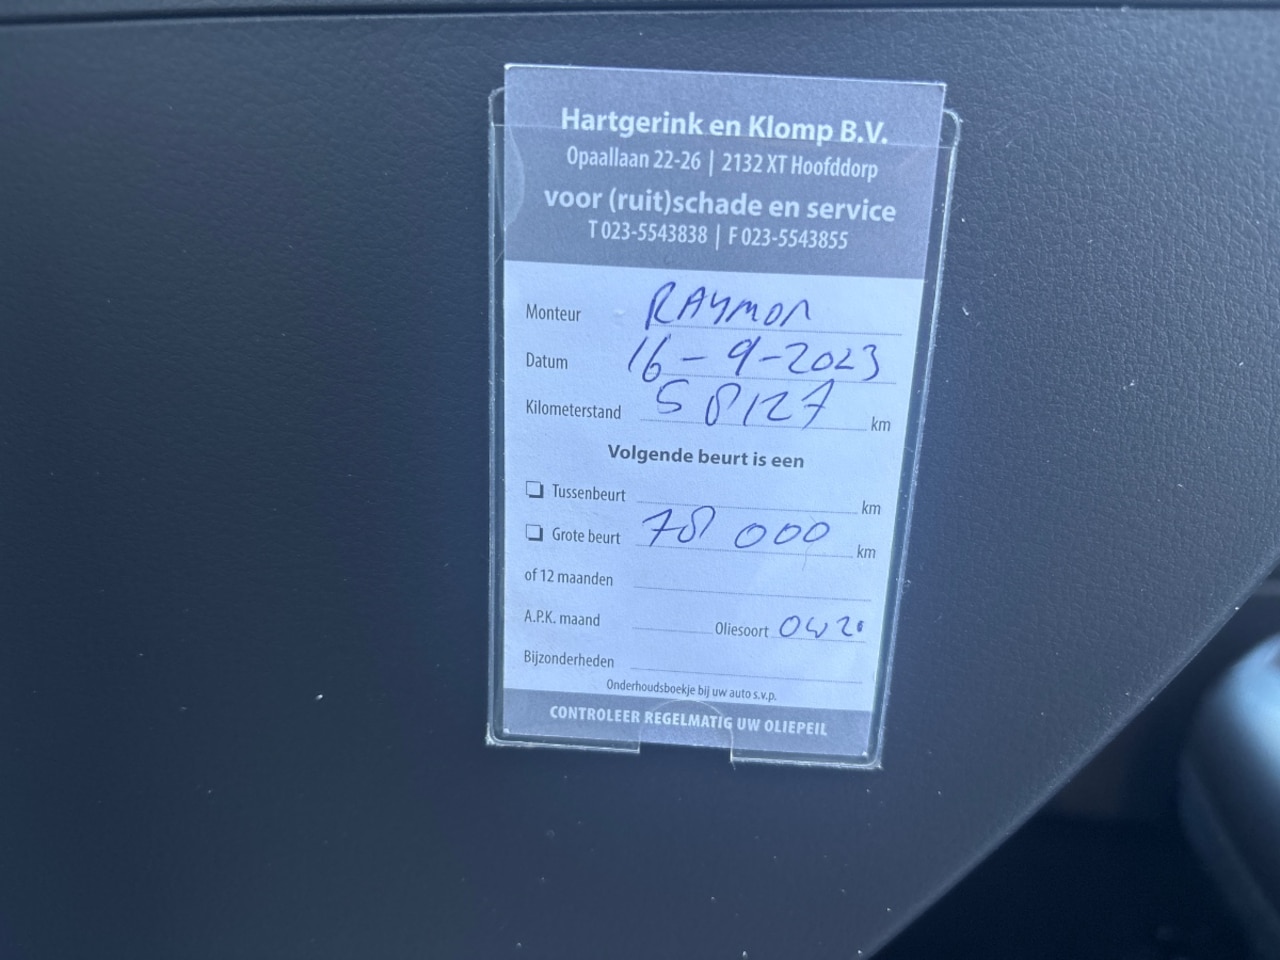 Hartgerink en Klomp B.V.
Opaallaan 22-26 | 2132 XT Hoofddorp
voor (ruit)schade en service
T 023-5543838 | F 023-5543855
Monteur RAYMON
Datum 16-9-2023
Kilometerstand 58127 km
Volgende beurt is een
Tussenbeurt km
Grote beurt 78 000 km
of 12 maanden
A.P.K. maand Oliesoort 0W20
Bijzonderheden
Onderhoudsboekje bij uw auto s.v.p.
CONTROLEER REGELMATIG UW OLIEPEIL